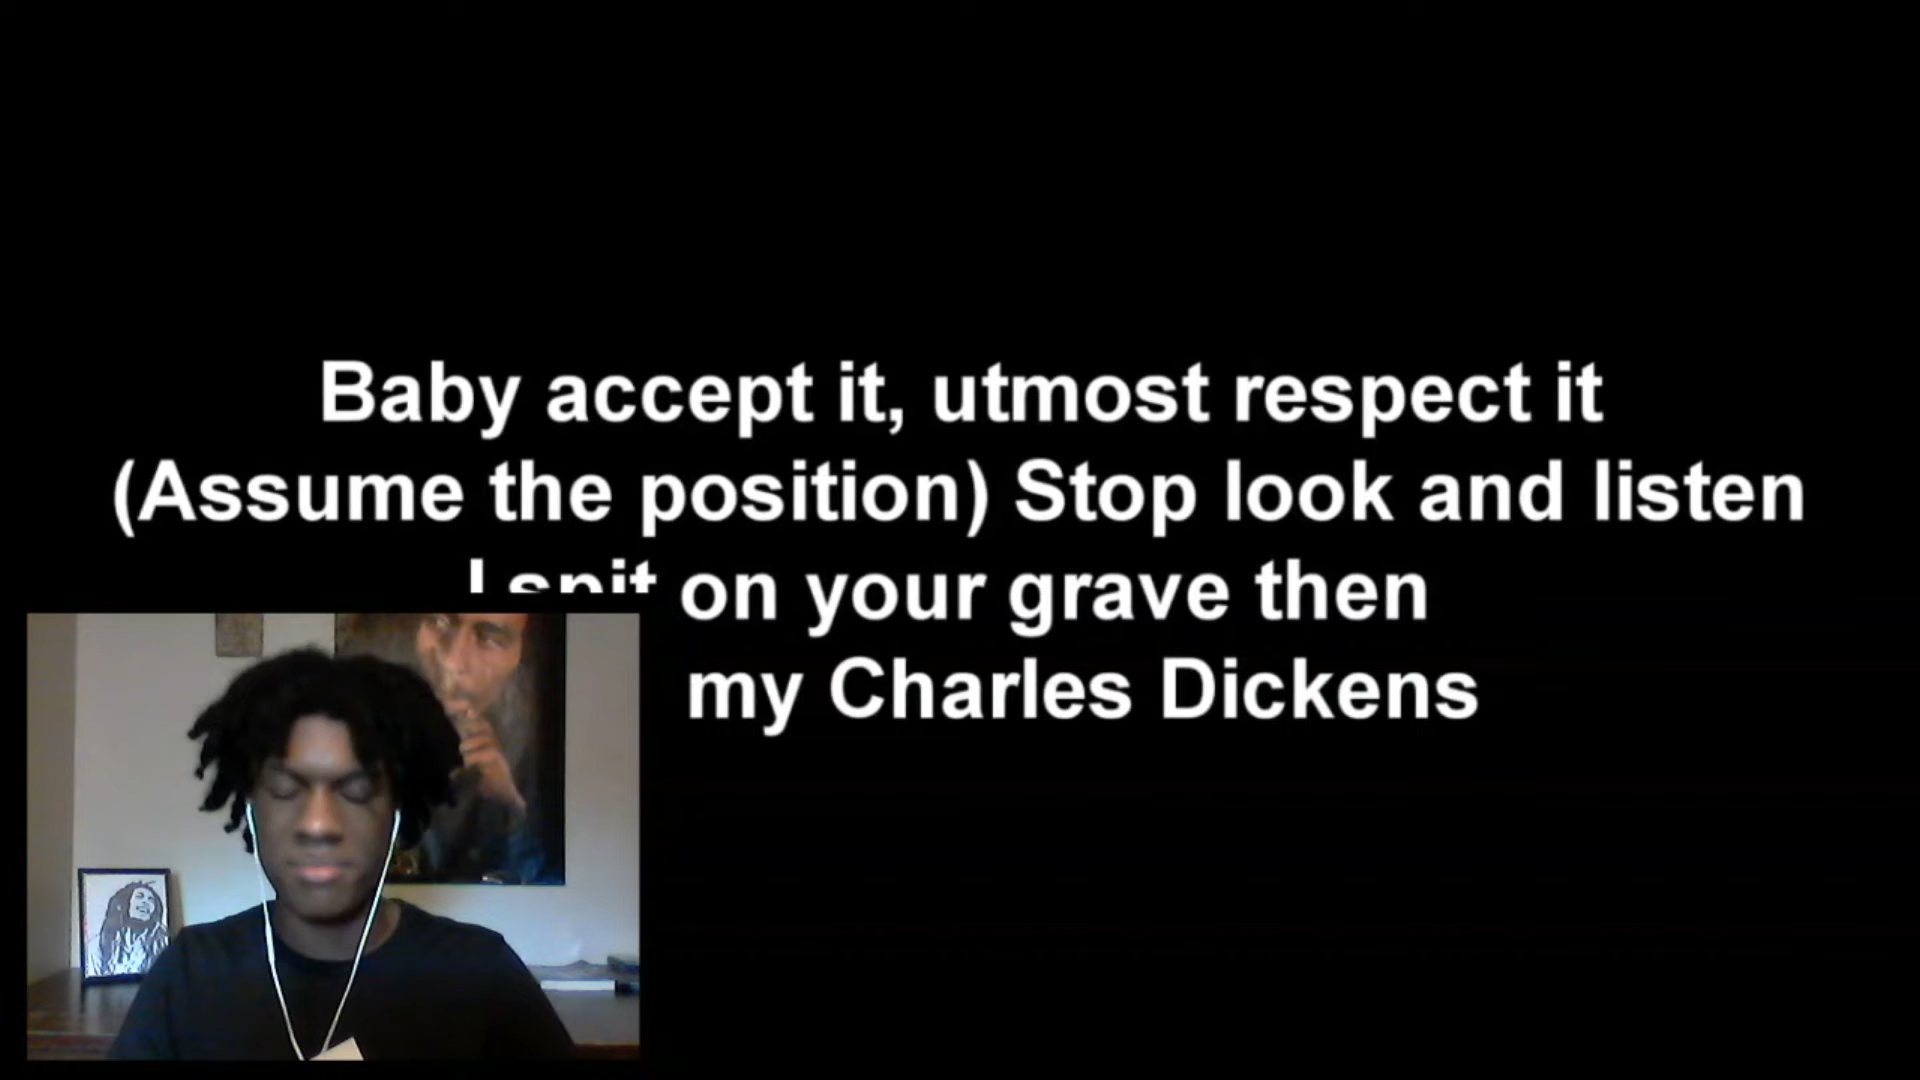 Baby accept it, utmost respect it
(Assume the position) Stop look and listen
I spit on your grave then
my Charles Dickens